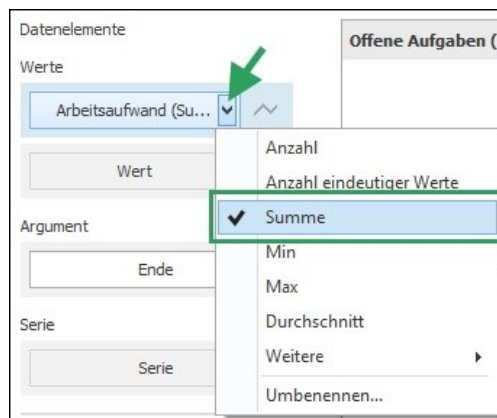 Datenelemente
Offene Aufgaben (
Werte
Arbeitsaufwand (Su...
Wert
Argument
Ende
Serie
Serie
Anzahl
Anzahl eindeutiger Werte
Summe
Min
Max
Durchschnitt
Weitere
Umbenennen...